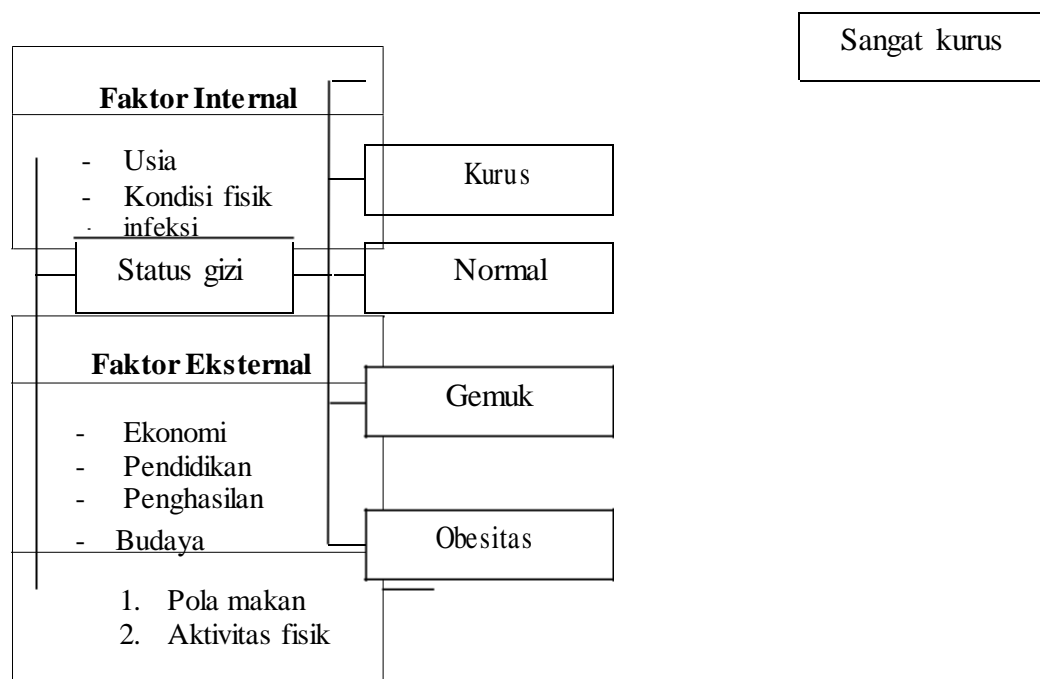 Sangat kurus
Faktor Internal
- Usia
- Kondisi fisik
- infeksi
Kurus
Status gizi
Normal
Faktor Eksternal
Gemuk
- Ekonomi
- Pendidikan
- Penghasilan
- Budaya
Obesitas
1. Pola makan
2. Aktivitas fisik